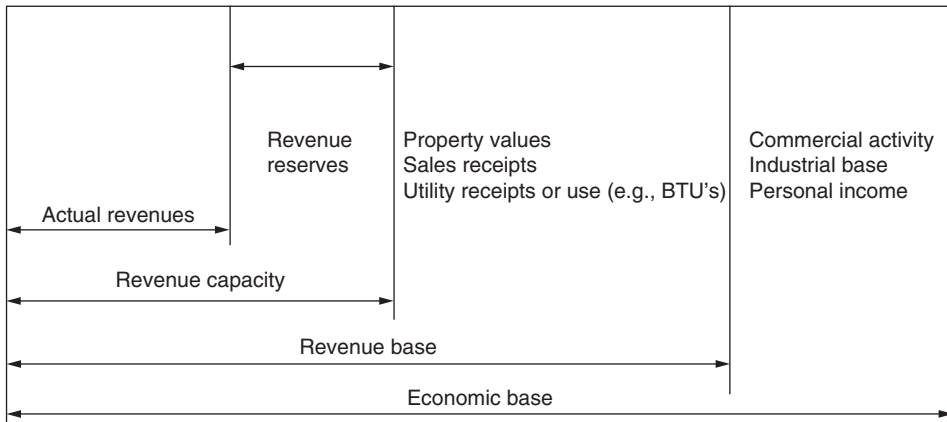 Revenue
reserves
Property values
Sales receipts
Utility receipts or use (e.g., BTU's)
Commercial activity
Industrial base
Personal income
Actual revenues
Revenue capacity
Revenue base
Economic base